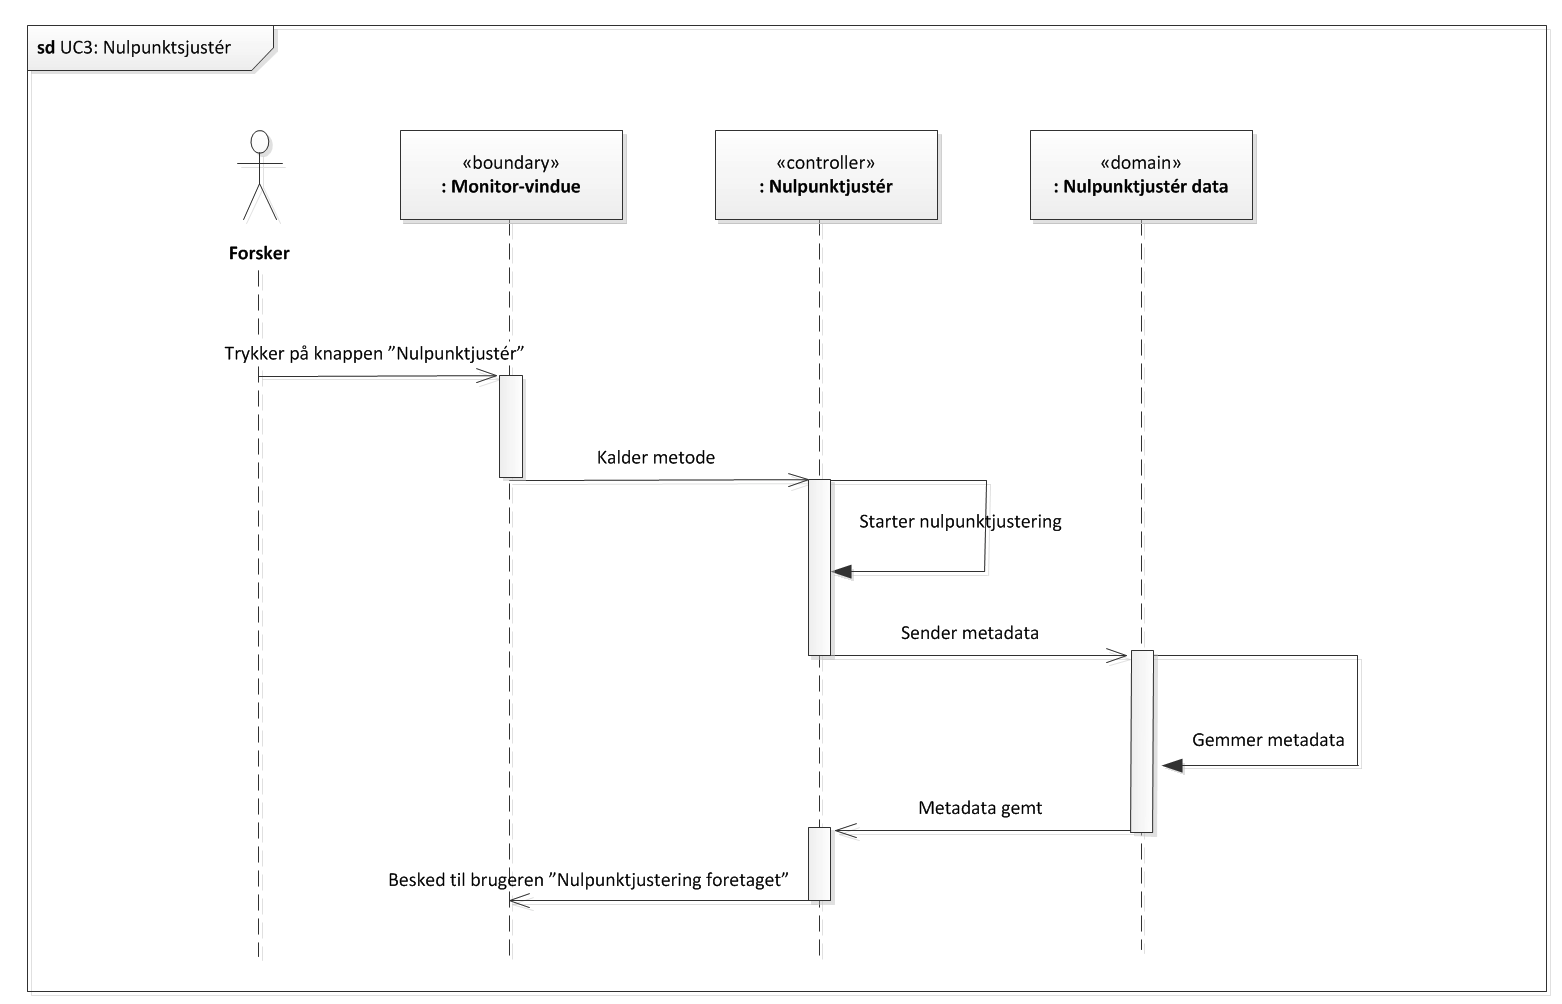 sd UC3: Nulpunktsjustér
«boundary»
: Monitor-vindue
«controller»
: Nulpunktjustér
«domain»
: Nulpunktjustér data
Forsker
Trykker på knappen ”Nulpunktjustér”
Kalder metode
Starter nulpunktjustering
Sender metadata
Gemmer metadata
Metadata gemt
Besked til brugeren ”Nulpunktjustering foretaget”